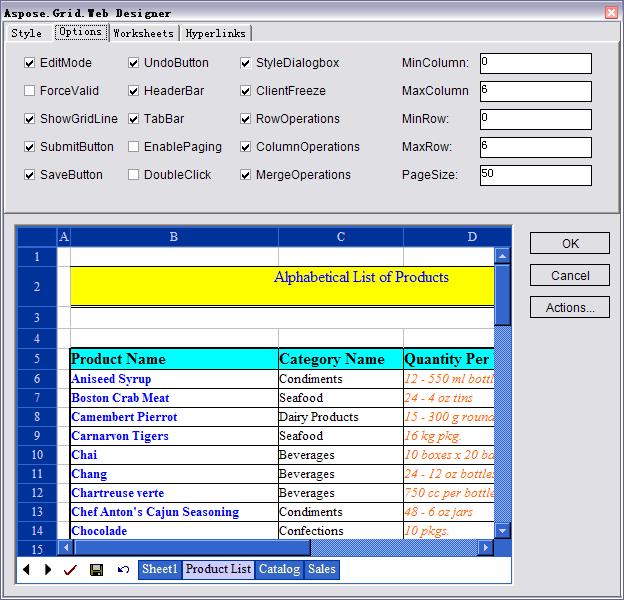 Aspose.Grid.Web Designer
Style Options Worksheets Hyperlinks
EditMode UndoButton StyleDialogbox MinColumn: 0
ForceValid HeaderBar ClientFreeze MaxColumn 6
ShowGridLine TabBar RowOperations MinRow: 0
SubmitButton EnablePaging ColumnOperations MaxRow: 6
SaveButton DoubleClick MergeOperations PageSize: 50
A B C D
1
2 Alphabetical List of Products
3
4
5 Product Name Category Name Quantity Per
6 Aniseed Syrup Condiments 12 - 550 ml bottl
7 Boston Crab Meat Seafood 24 - 4 oz tins
8 Camembert Pierrot Dairy Products 15 - 300 g round
9 Carnarvon Tigers Seafood 16 kg pkg.
10 Chai Beverages 10 boxes x 20 ba
11 Chang Beverages 24 - 12 oz bottles
12 Chartreuse verte Beverages 750 cc per bottle
13 Chef Anton's Cajun Seasoning Condiments 48 - 6 oz jars
14 Chocolade Confections 10 pkgs.
15
Sheet1 Product List Catalog Sales
OK
Cancel
Actions...